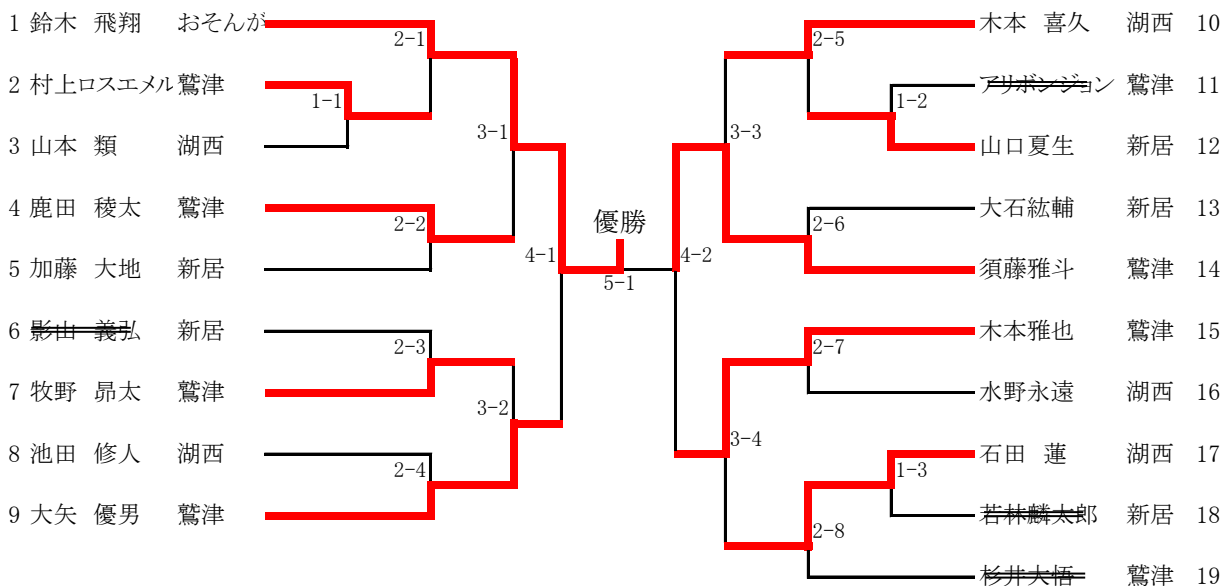 1 鈴木 飛翔 おそんが
2 村上ロスエメル 鷲津
3 山本 類 湖西
4 鹿田 稜太 鷲津
5 加藤 大地 新居
6 影山 義弘 新居
7 牧野 昴太 鷲津
8 池田 修人 湖西
9 大矢 優男 鷲津
2-1
1-1
3-1
2-2
4-1
2-3
3-2
2-4
優勝
5-1
2-5
1-2
3-3
2-6
4-2
2-7
3-4
1-3
2-8
木本 喜久 湖西 10
アリボンジョン 鷲津 11
山口夏生 新居 12
大石紘輔 新居 13
須藤雅斗 鷲津 14
木本雅也 鷲津 15
水野永遠 湖西 16
石田 蓮 湖西 17
若林麟太郎 新居 18
杉井大悟 鷲津 19